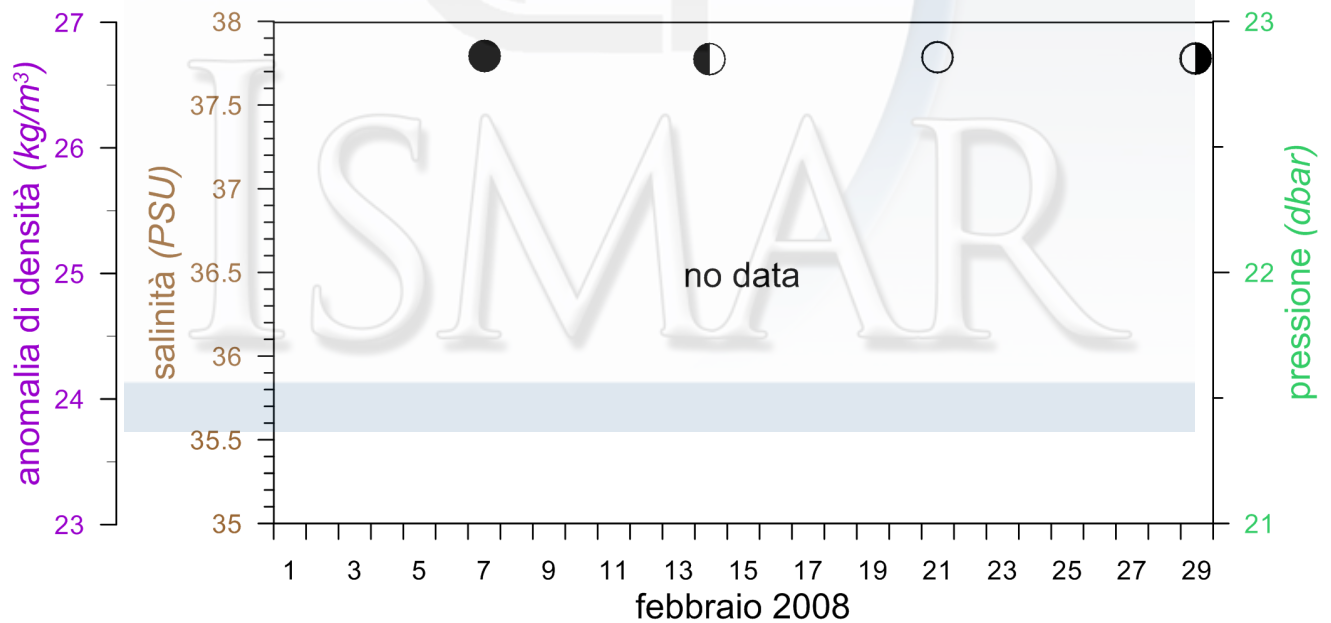 27
26
25
24
23
anomalia di densità (kg/m³)
38
37.5
37
36.5
36
35.5
35
salinità (PSU)
ISMAR
no data
23
22
21
pressione (dbar)
1 3 5 7 9 11 13 15 17 19 21 23 25 27 29
febbraio 2008